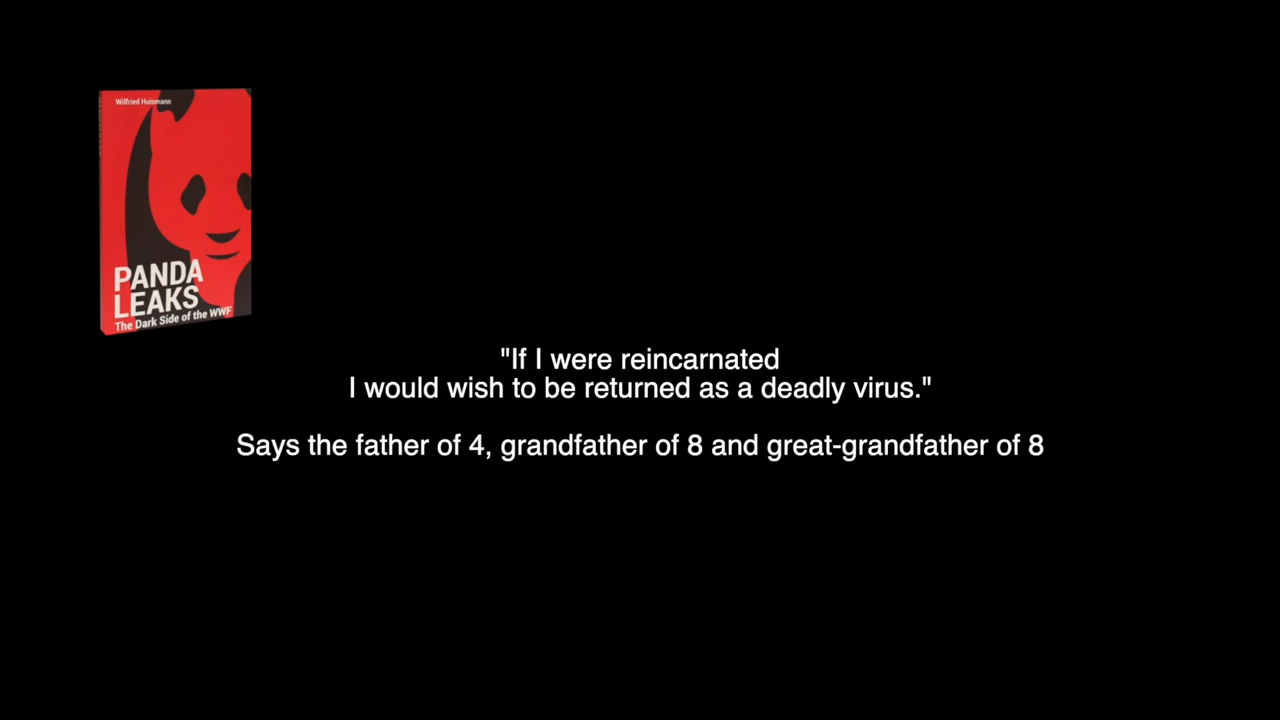 Wilfried Huismann
PANDA
LEAKS
The Dark Side of the WWF
"If I were reincarnated
I would wish to be returned as a deadly virus."
Says the father of 4, grandfather of 8 and great-grandfather of 8